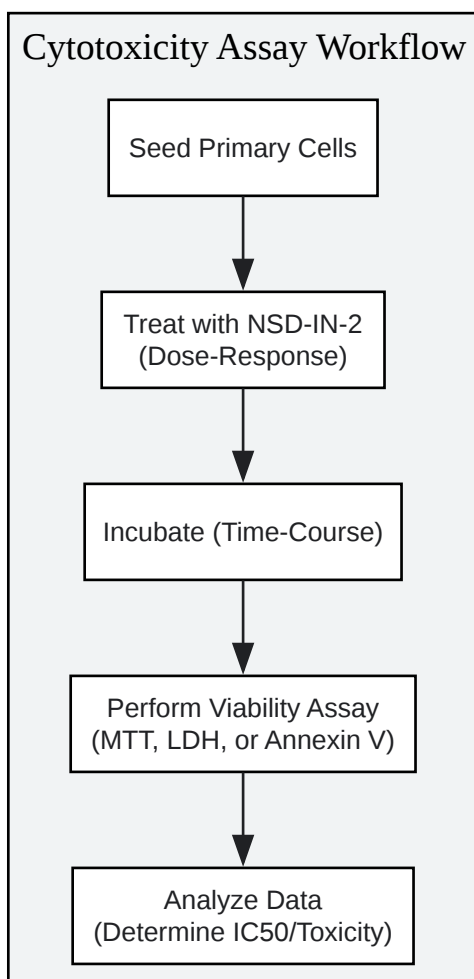 Cytotoxicity Assay Workflow
Seed Primary Cells
Treat with NSD-IN-2
(Dose-Response)
Incubate (Time-Course)
Perform Viability Assay
(MTT, LDH, or Annexin V)
Analyze Data
(Determine IC50/Toxicity)